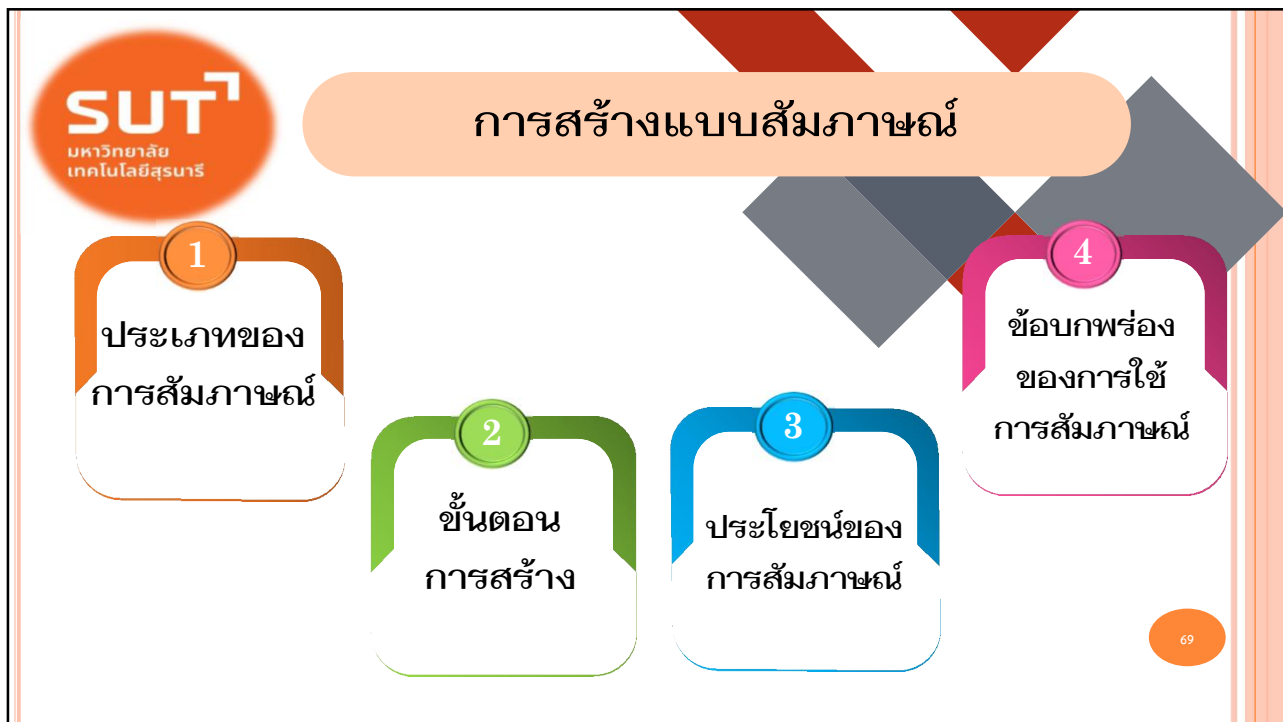 SUT
มหาวิทยาลัย
เทคโนโลยีสุรนารี
การสร้างแบบสัมภาษณ์
1
ประเภทของ
การสัมภาษณ์
2
ขั้นตอน
การสร้าง
3
ประโยชน์ของ
การสัมภาษณ์
4
ข้อบกพร่อง
ของการใช้
การสัมภาษณ์
69